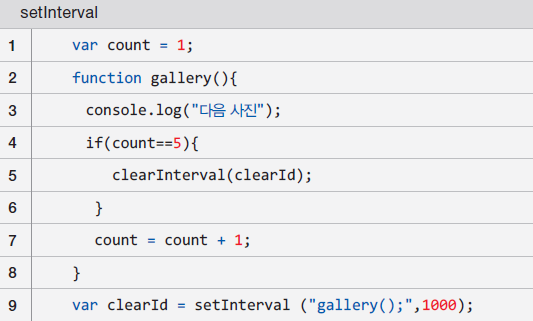 setInterval
1 var count = 1;
2 function gallery(){
3 console.log("다음 사진");
4 if(count==5){
5 clearInterval(clearId);
6 }
7 count = count + 1;
8 }
9 var clearId = setInterval ("gallery();",1000);